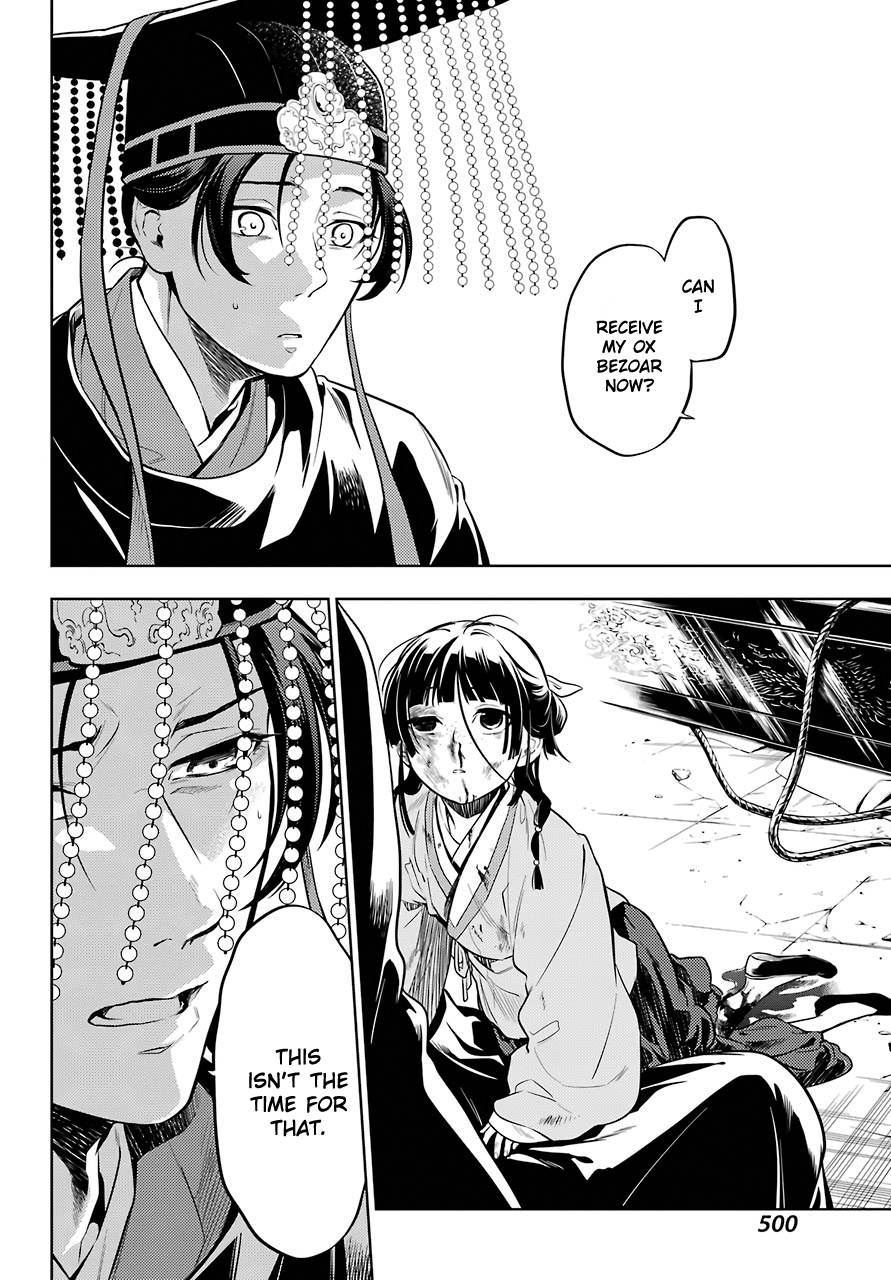 CAN
I
RECEIVE
MY OX
BEZOAR
NOW?
THIS
ISN'T THE
TIME FOR
THAT.
500